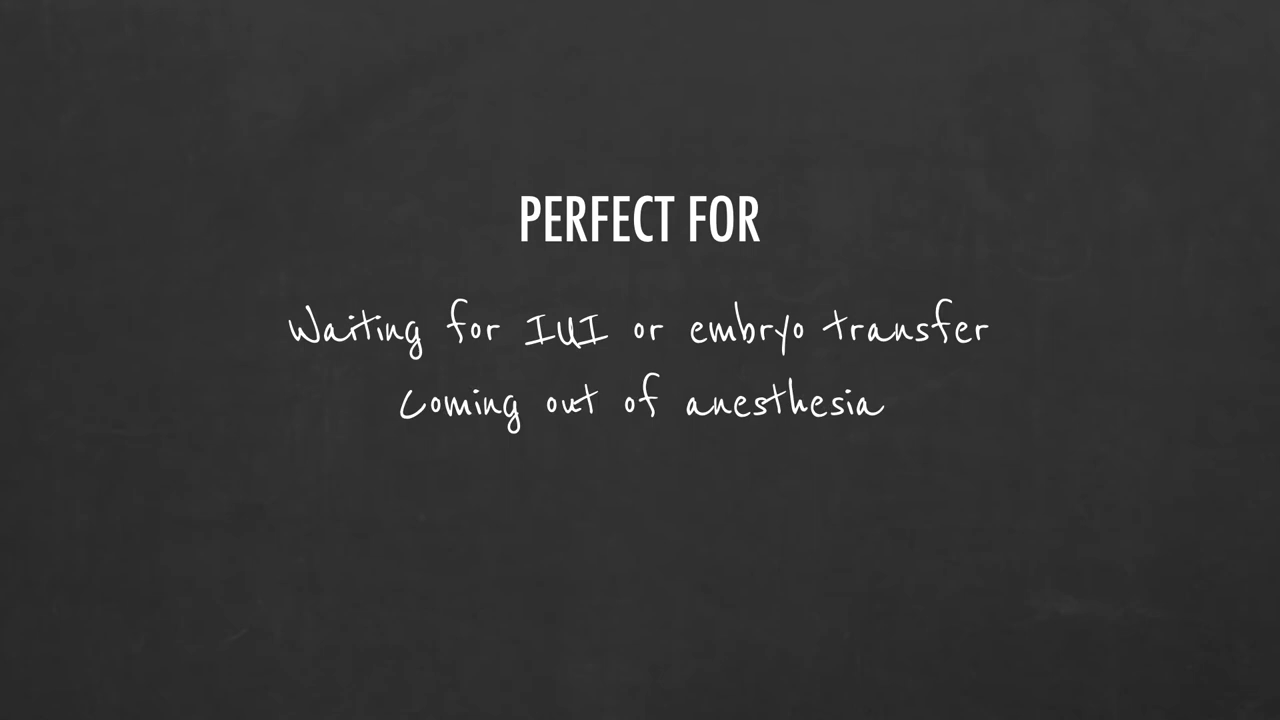 PERFECT FOR
Waiting for IUI or embryo transfer
Coming out of anesthesia